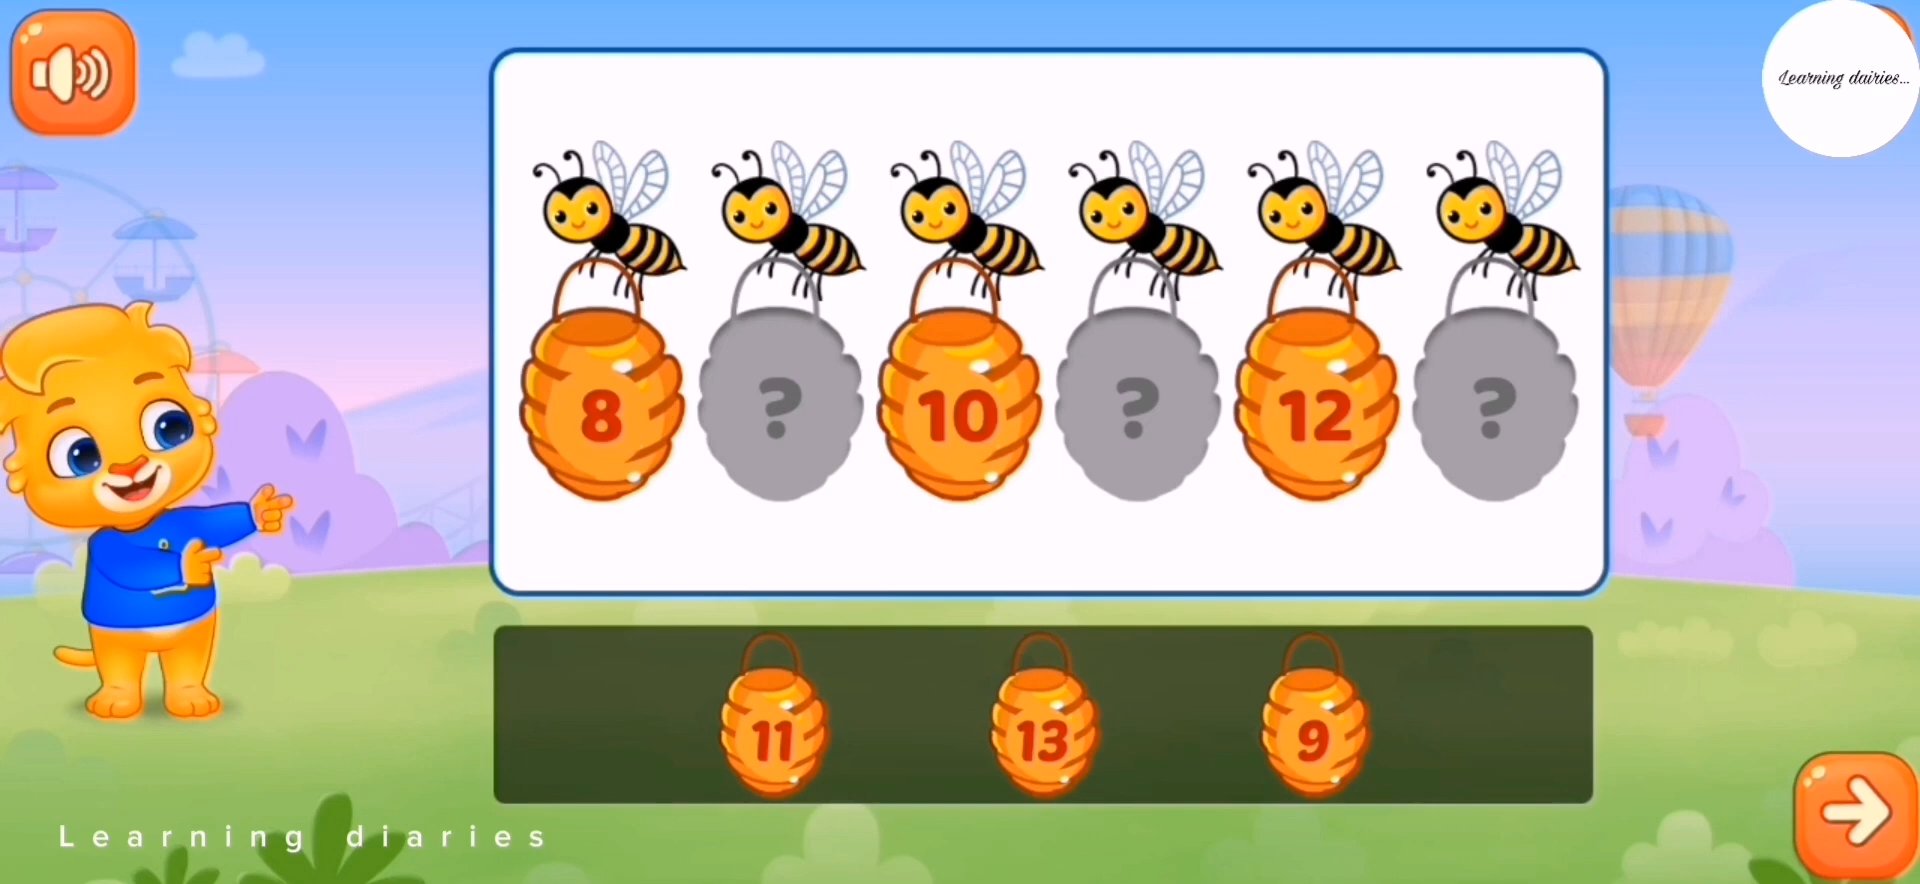 Learning dairies...
8 ? 10 ? 12 ?
11 13 9
Learning diaries